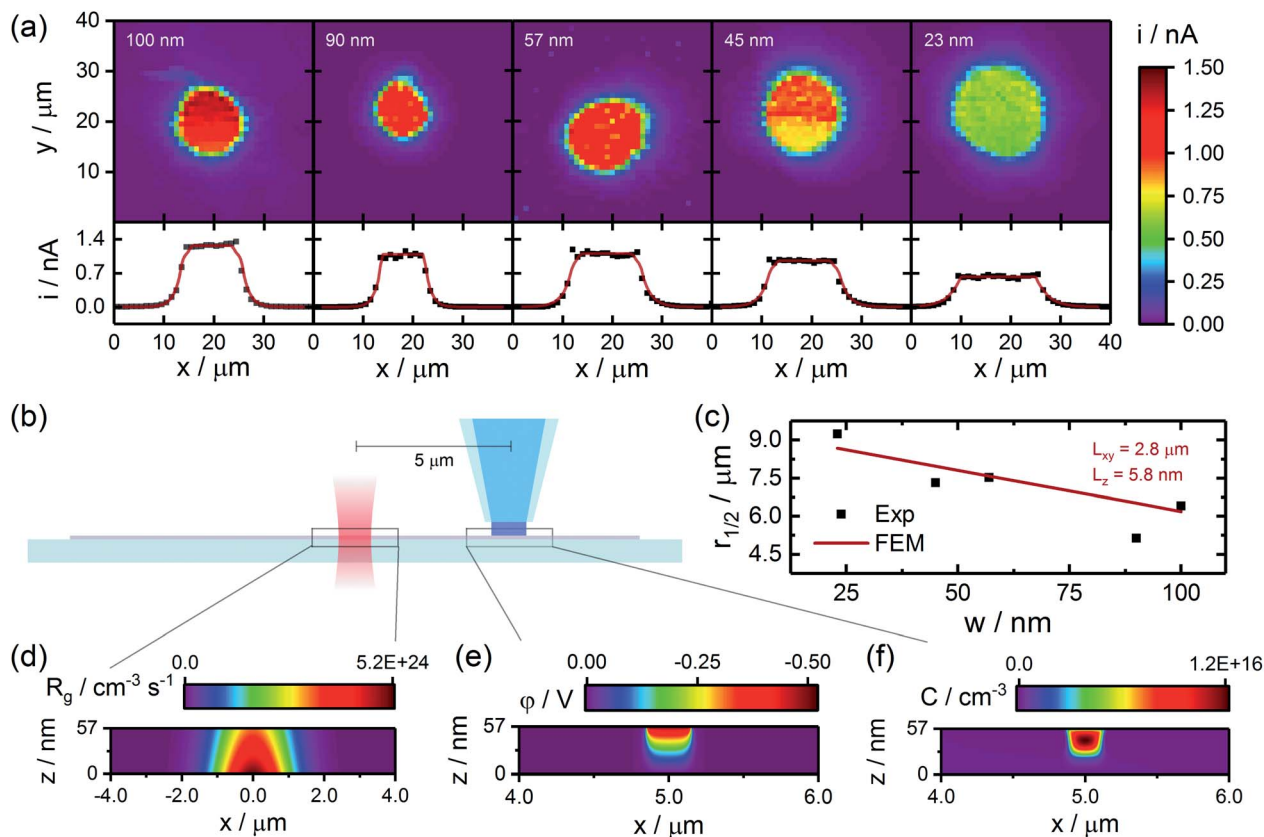 (a)
100 nm
90 nm
57 nm
45 nm
23 nm
i / nA
40
30
20
10
y / μm
1.50
1.25
1.00
0.75
0.50
0.25
0.00
1.4
0.7
0.0
i / nA
0 10 20 30 0 10 20 30 0 10 20 30 0 10 20 30 0 10 20 30 40
x / μm x / μm x / μm x / μm x / μm
(b)
5 μm
(c)
9.0
7.5
6.0
4.5
r1/2 / μm
Lxy = 2.8 μm
Lz = 5.8 nm
Exp
FEM
25 50 75 100
w / nm
(d)
0.0 5.2E+24
Rg / cm⁻³ s⁻¹
57
0
z / nm
-4.0 -2.0 0.0 2.0 4.0
x / μm
(e)
0.00 -0.25 -0.50
φ / V
57
0
z / nm
4.0 5.0 6.0
x / μm
(f)
0.0 1.2E+16
C / cm⁻³
57
0
z / nm
4.0 5.0 6.0
x / μm